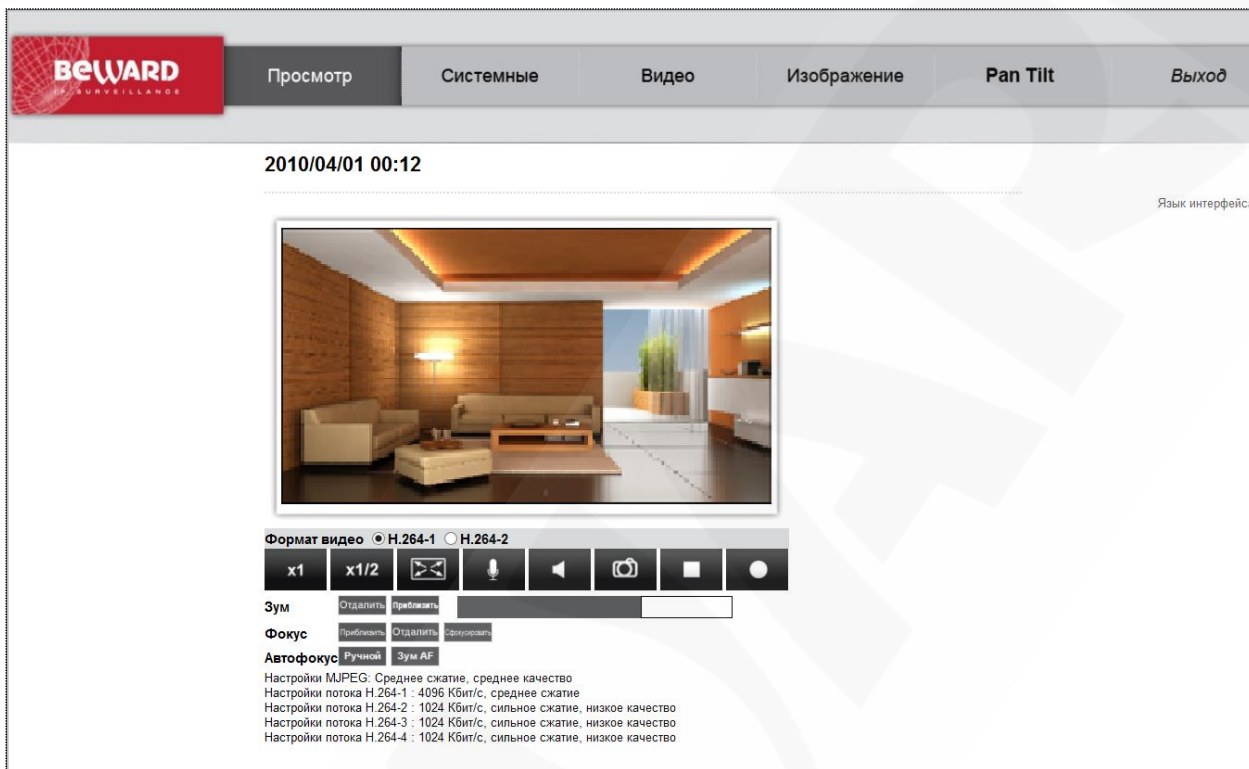 BEWARD
IP SURVEILLANCE
Просмотр
Системные
Видео
Изображение
Pan Tilt
Выход
2010/04/01 00:12
Язык интерфейс
Формат видео H.264-1 H.264-2
x1 x1/2
Зум Отдалить Приблизить
Фокус Приблизить Отдалить Сфокусировать
Автофокус Ручной Зум AF
Настройки MJPEG: Среднее сжатие, среднее качество
Настройки потока H.264-1 : 4096 Кбит/с, среднее сжатие
Настройки потока H.264-2 : 1024 Кбит/с, сильное сжатие, низкое качество
Настройки потока H.264-3 : 1024 Кбит/с, сильное сжатие, низкое качество
Настройки потока H.264-4 : 1024 Кбит/с, сильное сжатие, низкое качество